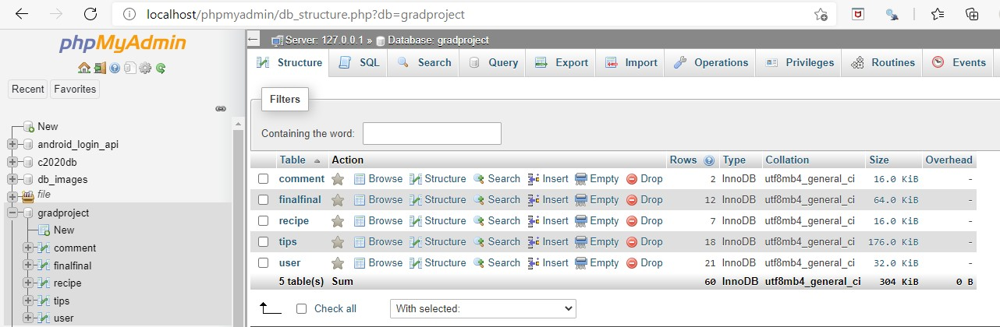 localhost/phpmyadmin/db_structure.php?db=gradproject
phpMyAdmin
Recent Favorites
New
android_login_api
c2020db
db_images
file
gradproject
New
comment
finalfinal
recipe
tips
user
Server: 127.0.0.1 » Database: gradproject
Structure SQL Search Query Export Import Operations Privileges Routines Events
Filters
Containing the word:
Table Action Rows Type Collation Size Overhead
comment Browse Structure Search Insert Empty Drop 2 InnoDB utf8mb4_general_ci 16.0 KiB -
finalfinal Browse Structure Search Insert Empty Drop 12 InnoDB utf8mb4_general_ci 64.0 KiB -
recipe Browse Structure Search Insert Empty Drop 7 InnoDB utf8mb4_general_ci 16.0 KiB -
tips Browse Structure Search Insert Empty Drop 18 InnoDB utf8mb4_general_ci 176.0 KiB -
user Browse Structure Search Insert Empty Drop 21 InnoDB utf8mb4_general_ci 32.0 KiB -
5 table(s) Sum 60 InnoDB utf8mb4_general_ci 304 KiB 0 B
Check all With selected: